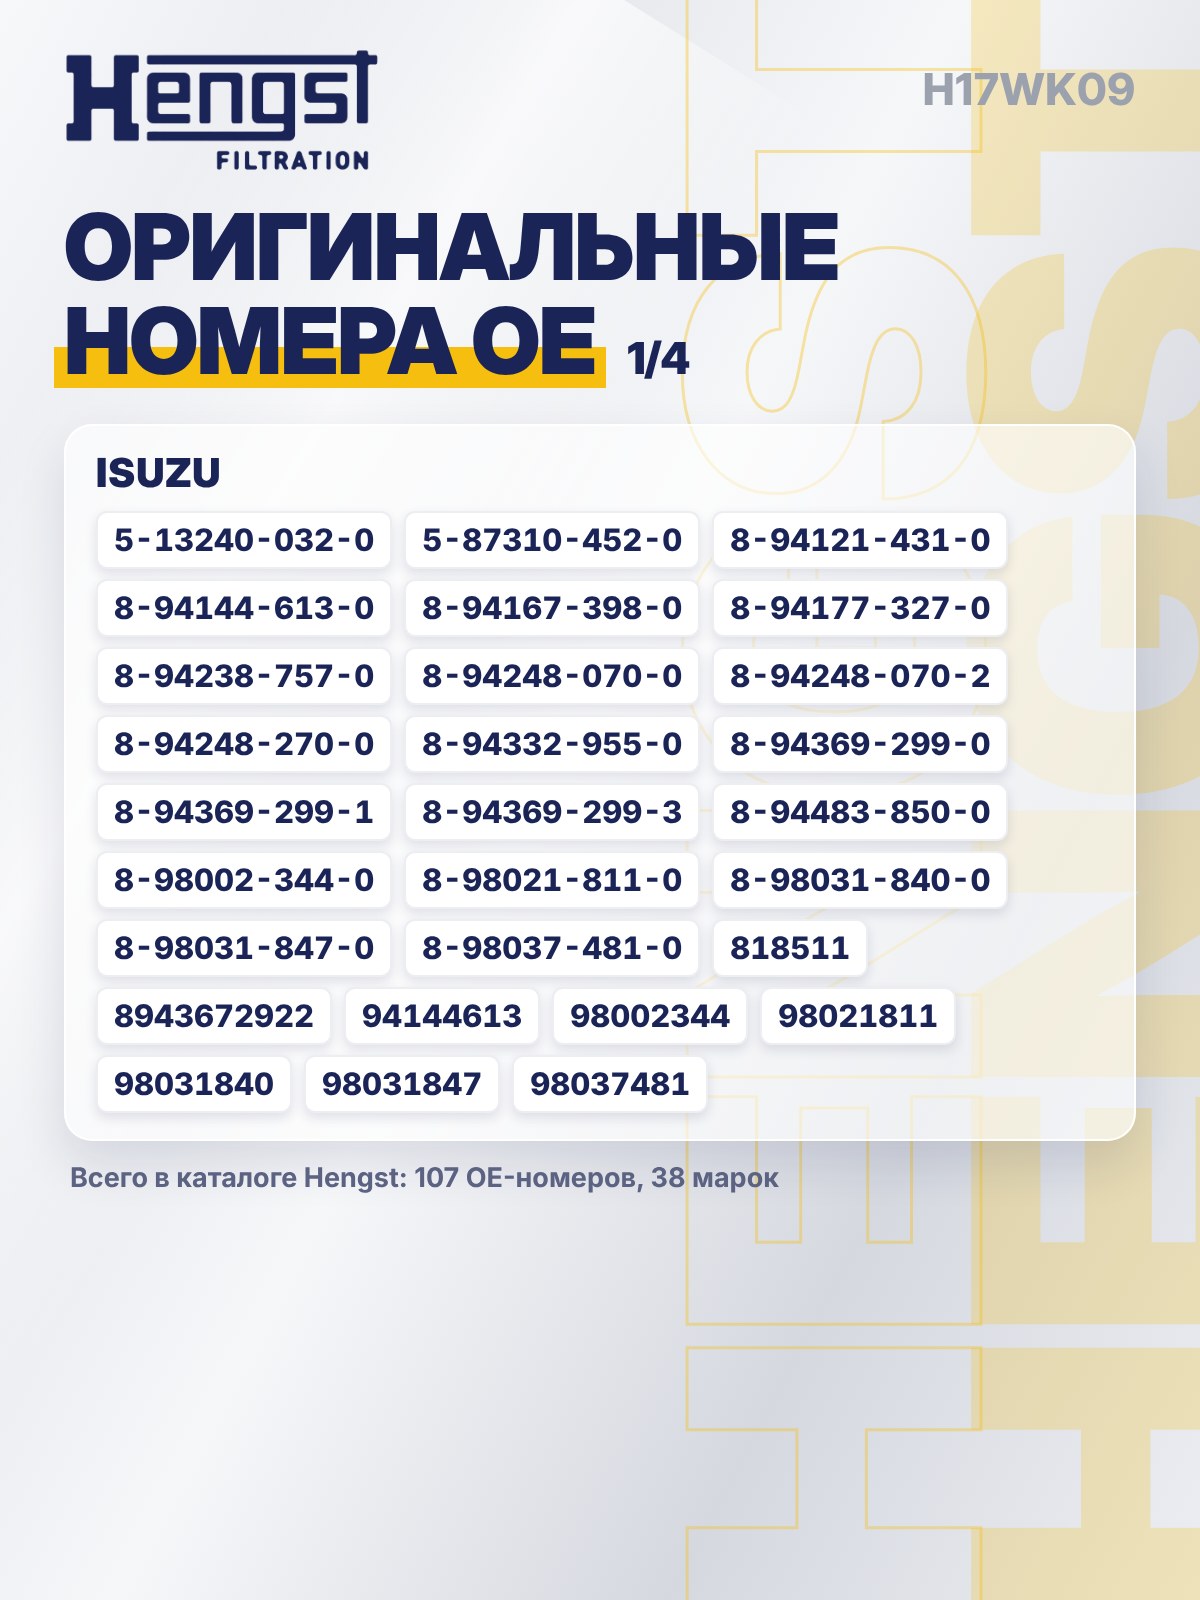 Hengst
FILTRATION
H17WK09
ОРИГИНАЛЬНЫЕ
НОМЕРА OE 1/4
ISUZU
5-13240-032-0 5-87310-452-0 8-94121-431-0
8-94144-613-0 8-94167-398-0 8-94177-327-0
8-94238-757-0 8-94248-070-0 8-94248-070-2
8-94248-270-0 8-94332-955-0 8-94369-299-0
8-94369-299-1 8-94369-299-3 8-94483-850-0
8-98002-344-0 8-98021-811-0 8-98031-840-0
8-98031-847-0 8-98037-481-0 818511
8943672922 94144613 98002344 98021811
98031840 98031847 98037481
Всего в каталоге Hengst: 107 OE-номеров, 38 марок
HENGST
HENGST